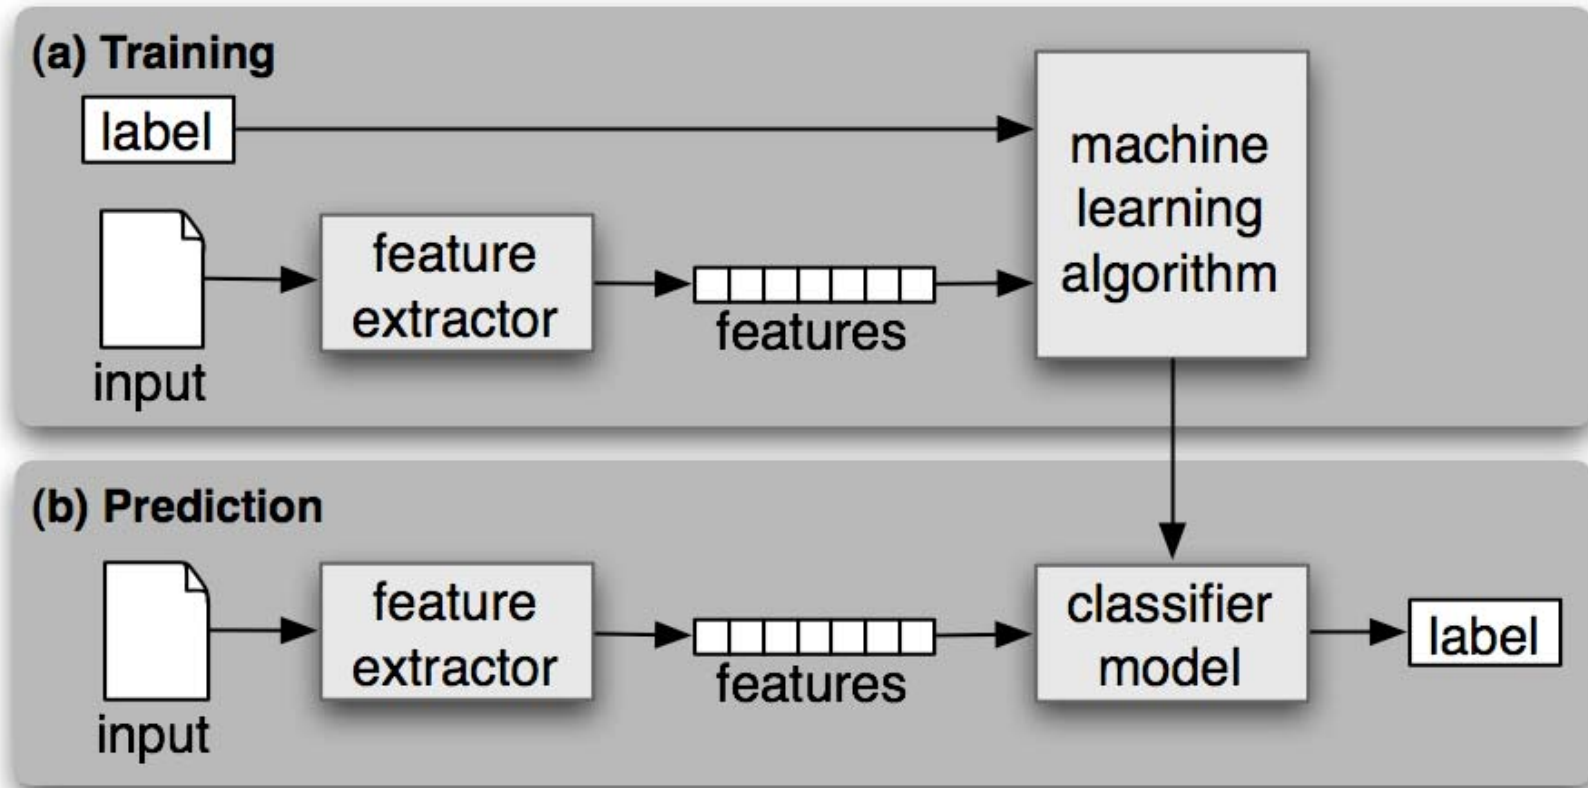 (a) Training
label
machine
learning
algorithm
feature
extractor
features
input
(b) Prediction
feature
extractor
features
classifier
model
label
input